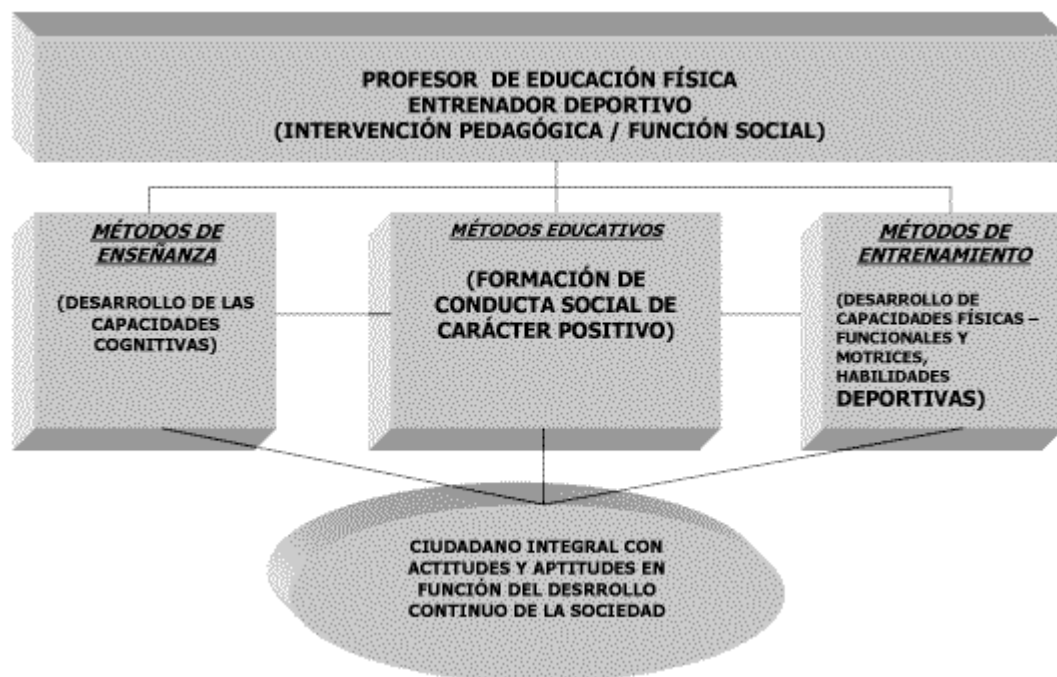 PROFESOR DE EDUCACIÓN FÍSICA
ENTRENADOR DEPORTIVO
(INTERVENCIÓN PEDAGÓGICA / FUNCIÓN SOCIAL)
MÉTODOS DE
ENSEÑANZA
(DESARROLLO DE LAS
CAPACIDADES
COGNITIVAS)
MÉTODOS EDUCATIVOS
(FORMACIÓN DE
CONDUCTA SOCIAL DE
CARÁCTER POSITIVO)
MÉTODOS DE
ENTRENAMIENTO
(DESARROLLO DE
CAPACIDADES FÍSICAS –
FUNCIONALES Y
MOTRICES,
HABILIDADES
DEPORTIVAS)
CIUDADANO INTEGRAL CON
ACTITUDES Y APTITUDES EN
FUNCIÓN DEL DESRROLLO
CONTINUO DE LA SOCIEDAD